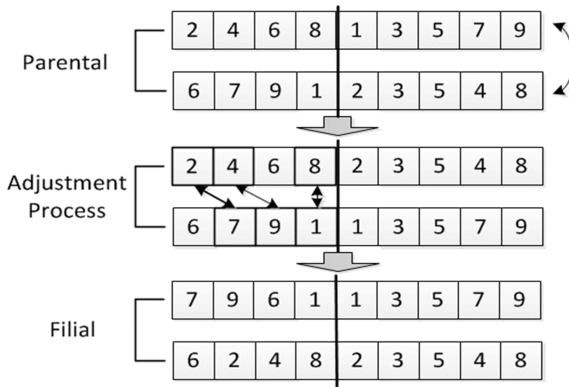 2 4 6 8 1 3 5 7 9
Parental
6 7 9 1 2 3 5 4 8
2 4 6 8 2 3 5 4 8
Adjustment
Process
6 7 9 1 1 3 5 7 9
7 9 6 1 1 3 5 7 9
Filial
6 2 4 8 2 3 5 4 8